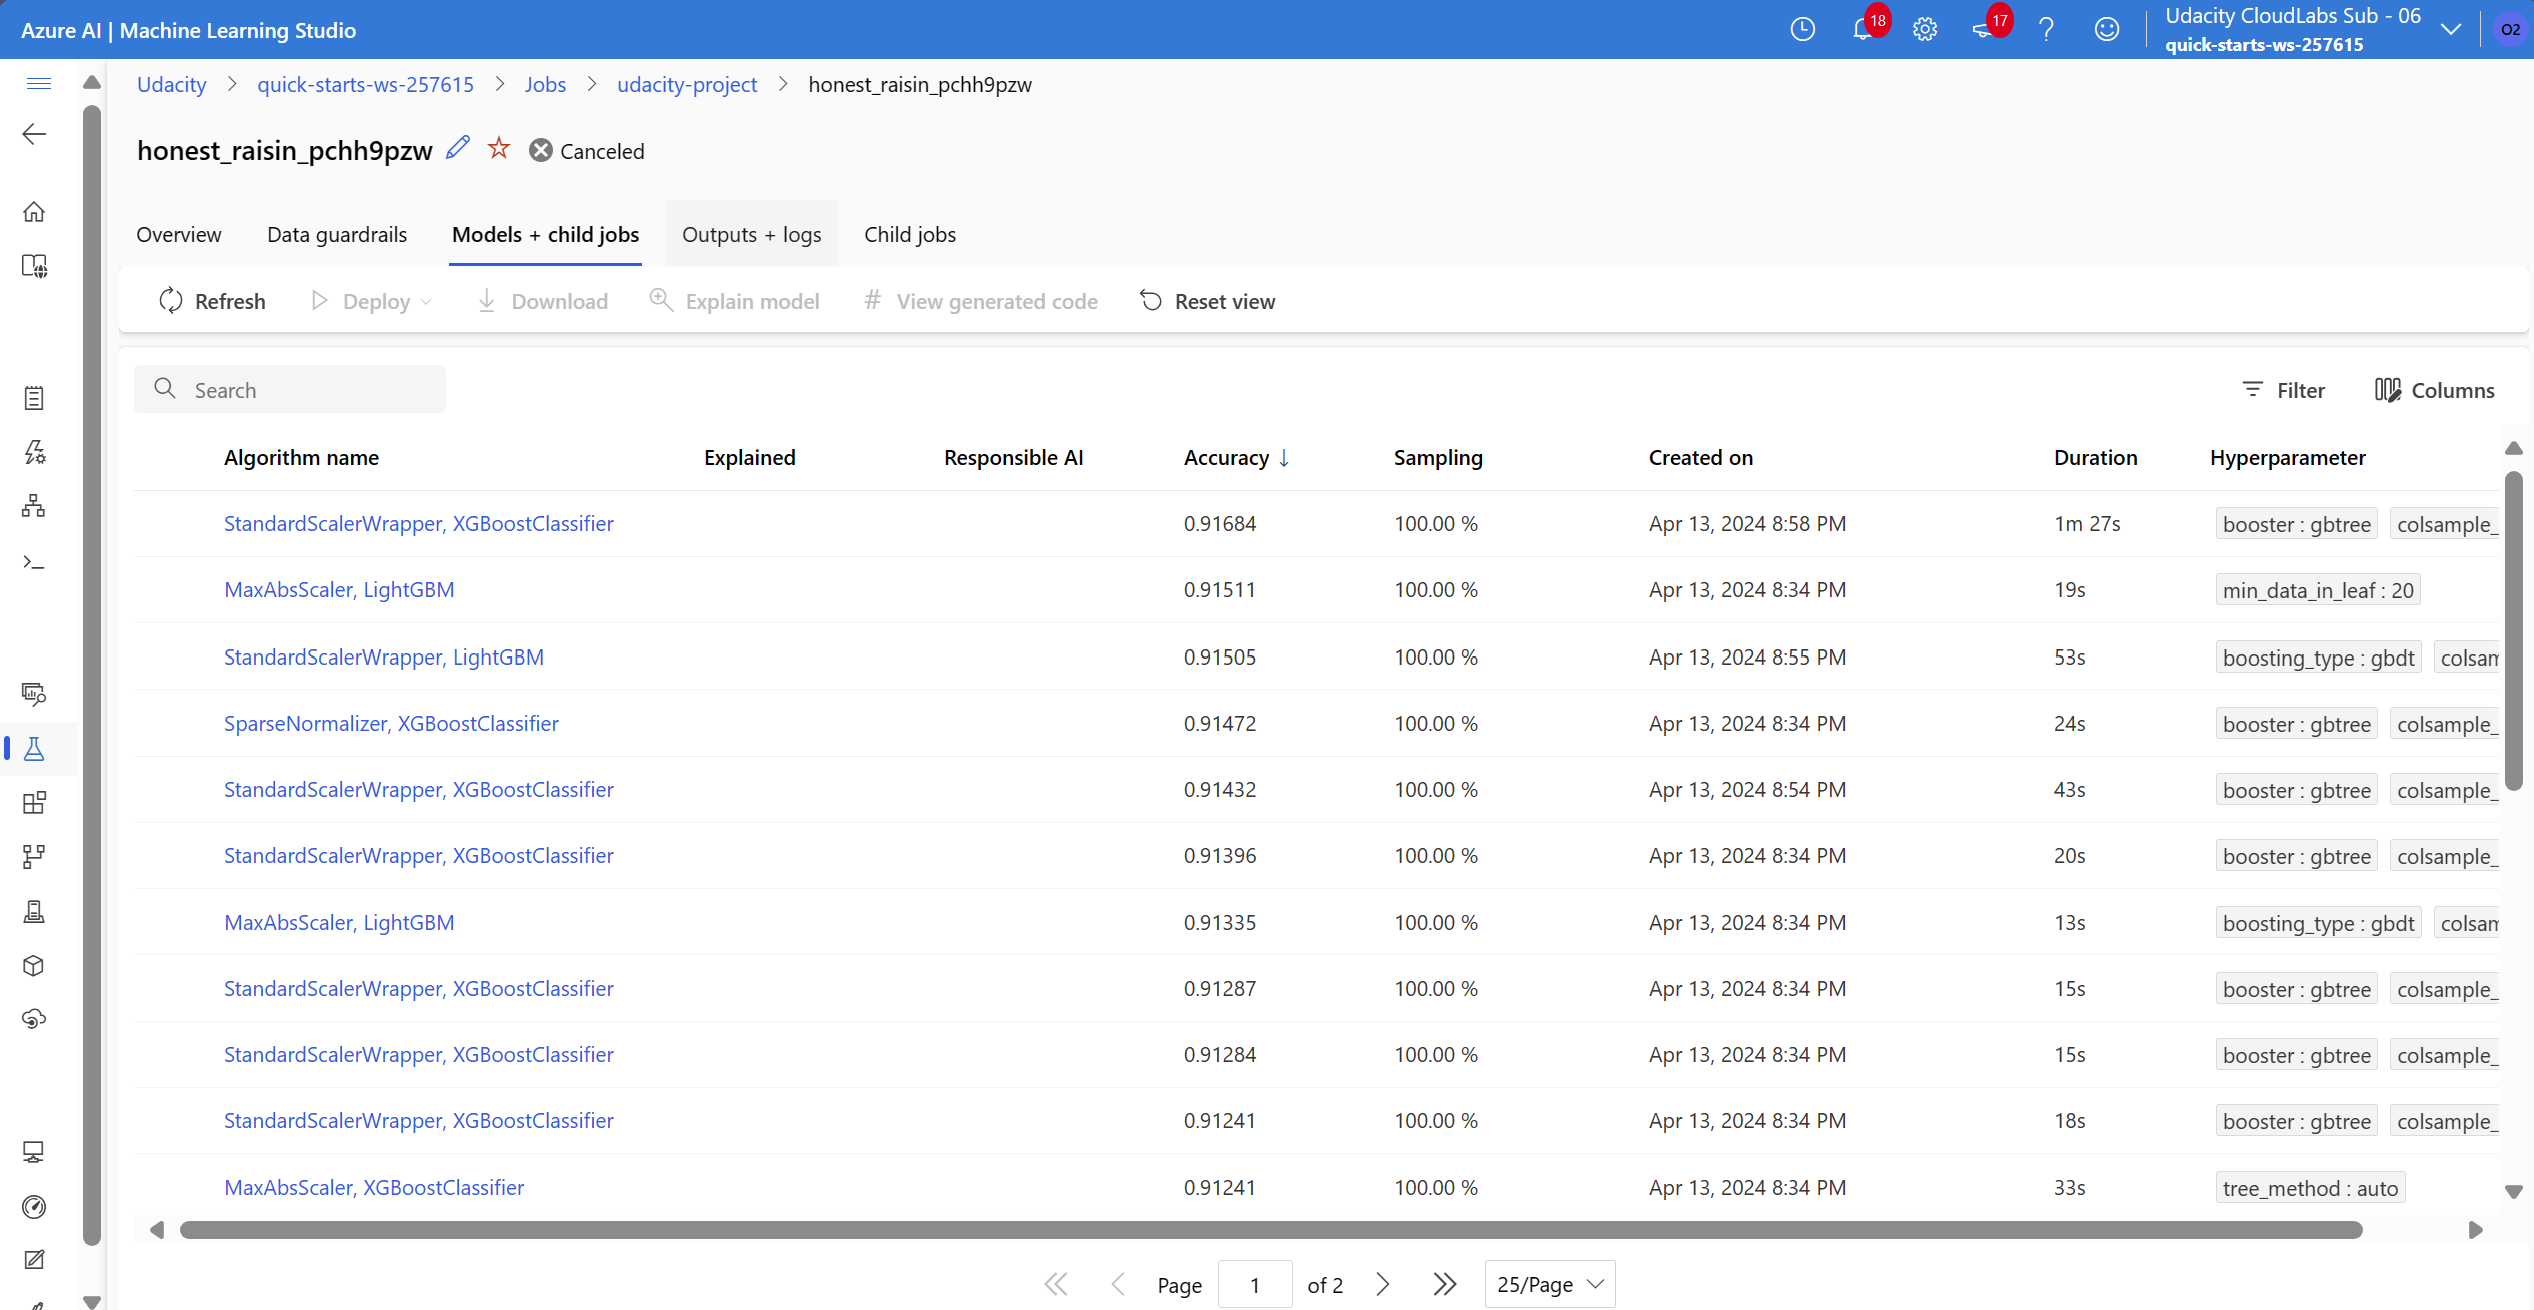 Azure AI | Machine Learning Studio
18
17
Udacity CloudLabs Sub - 06
quick-starts-ws-257615
O2
Udacity > quick-starts-ws-257615 > Jobs > udacity-project > honest_raisin_pchh9pzw
honest_raisin_pchh9pzw Canceled
Overview Data guardrails Models + child jobs Outputs + logs Child jobs
Refresh Deploy Download Explain model # View generated code Reset view
Search Filter Columns
Algorithm name Explained Responsible AI Accuracy ↓ Sampling Created on Duration Hyperparameter
StandardScalerWrapper, XGBoostClassifier 0.91684 100.00 % Apr 13, 2024 8:58 PM 1m 27s booster : gbtree colsample_
MaxAbsScaler, LightGBM 0.91511 100.00 % Apr 13, 2024 8:34 PM 19s min_data_in_leaf : 20
StandardScalerWrapper, LightGBM 0.91505 100.00 % Apr 13, 2024 8:55 PM 53s boosting_type : gbdt colsam
SparseNormalizer, XGBoostClassifier 0.91472 100.00 % Apr 13, 2024 8:34 PM 24s booster : gbtree colsample_
StandardScalerWrapper, XGBoostClassifier 0.91432 100.00 % Apr 13, 2024 8:54 PM 43s booster : gbtree colsample_
StandardScalerWrapper, XGBoostClassifier 0.91396 100.00 % Apr 13, 2024 8:34 PM 20s booster : gbtree colsample_
MaxAbsScaler, LightGBM 0.91335 100.00 % Apr 13, 2024 8:34 PM 13s boosting_type : gbdt colsam
StandardScalerWrapper, XGBoostClassifier 0.91287 100.00 % Apr 13, 2024 8:34 PM 15s booster : gbtree colsample_
StandardScalerWrapper, XGBoostClassifier 0.91284 100.00 % Apr 13, 2024 8:34 PM 15s booster : gbtree colsample_
StandardScalerWrapper, XGBoostClassifier 0.91241 100.00 % Apr 13, 2024 8:34 PM 18s booster : gbtree colsample_
MaxAbsScaler, XGBoostClassifier 0.91241 100.00 % Apr 13, 2024 8:34 PM 33s tree_method : auto
Page 1 of 2 25/Page